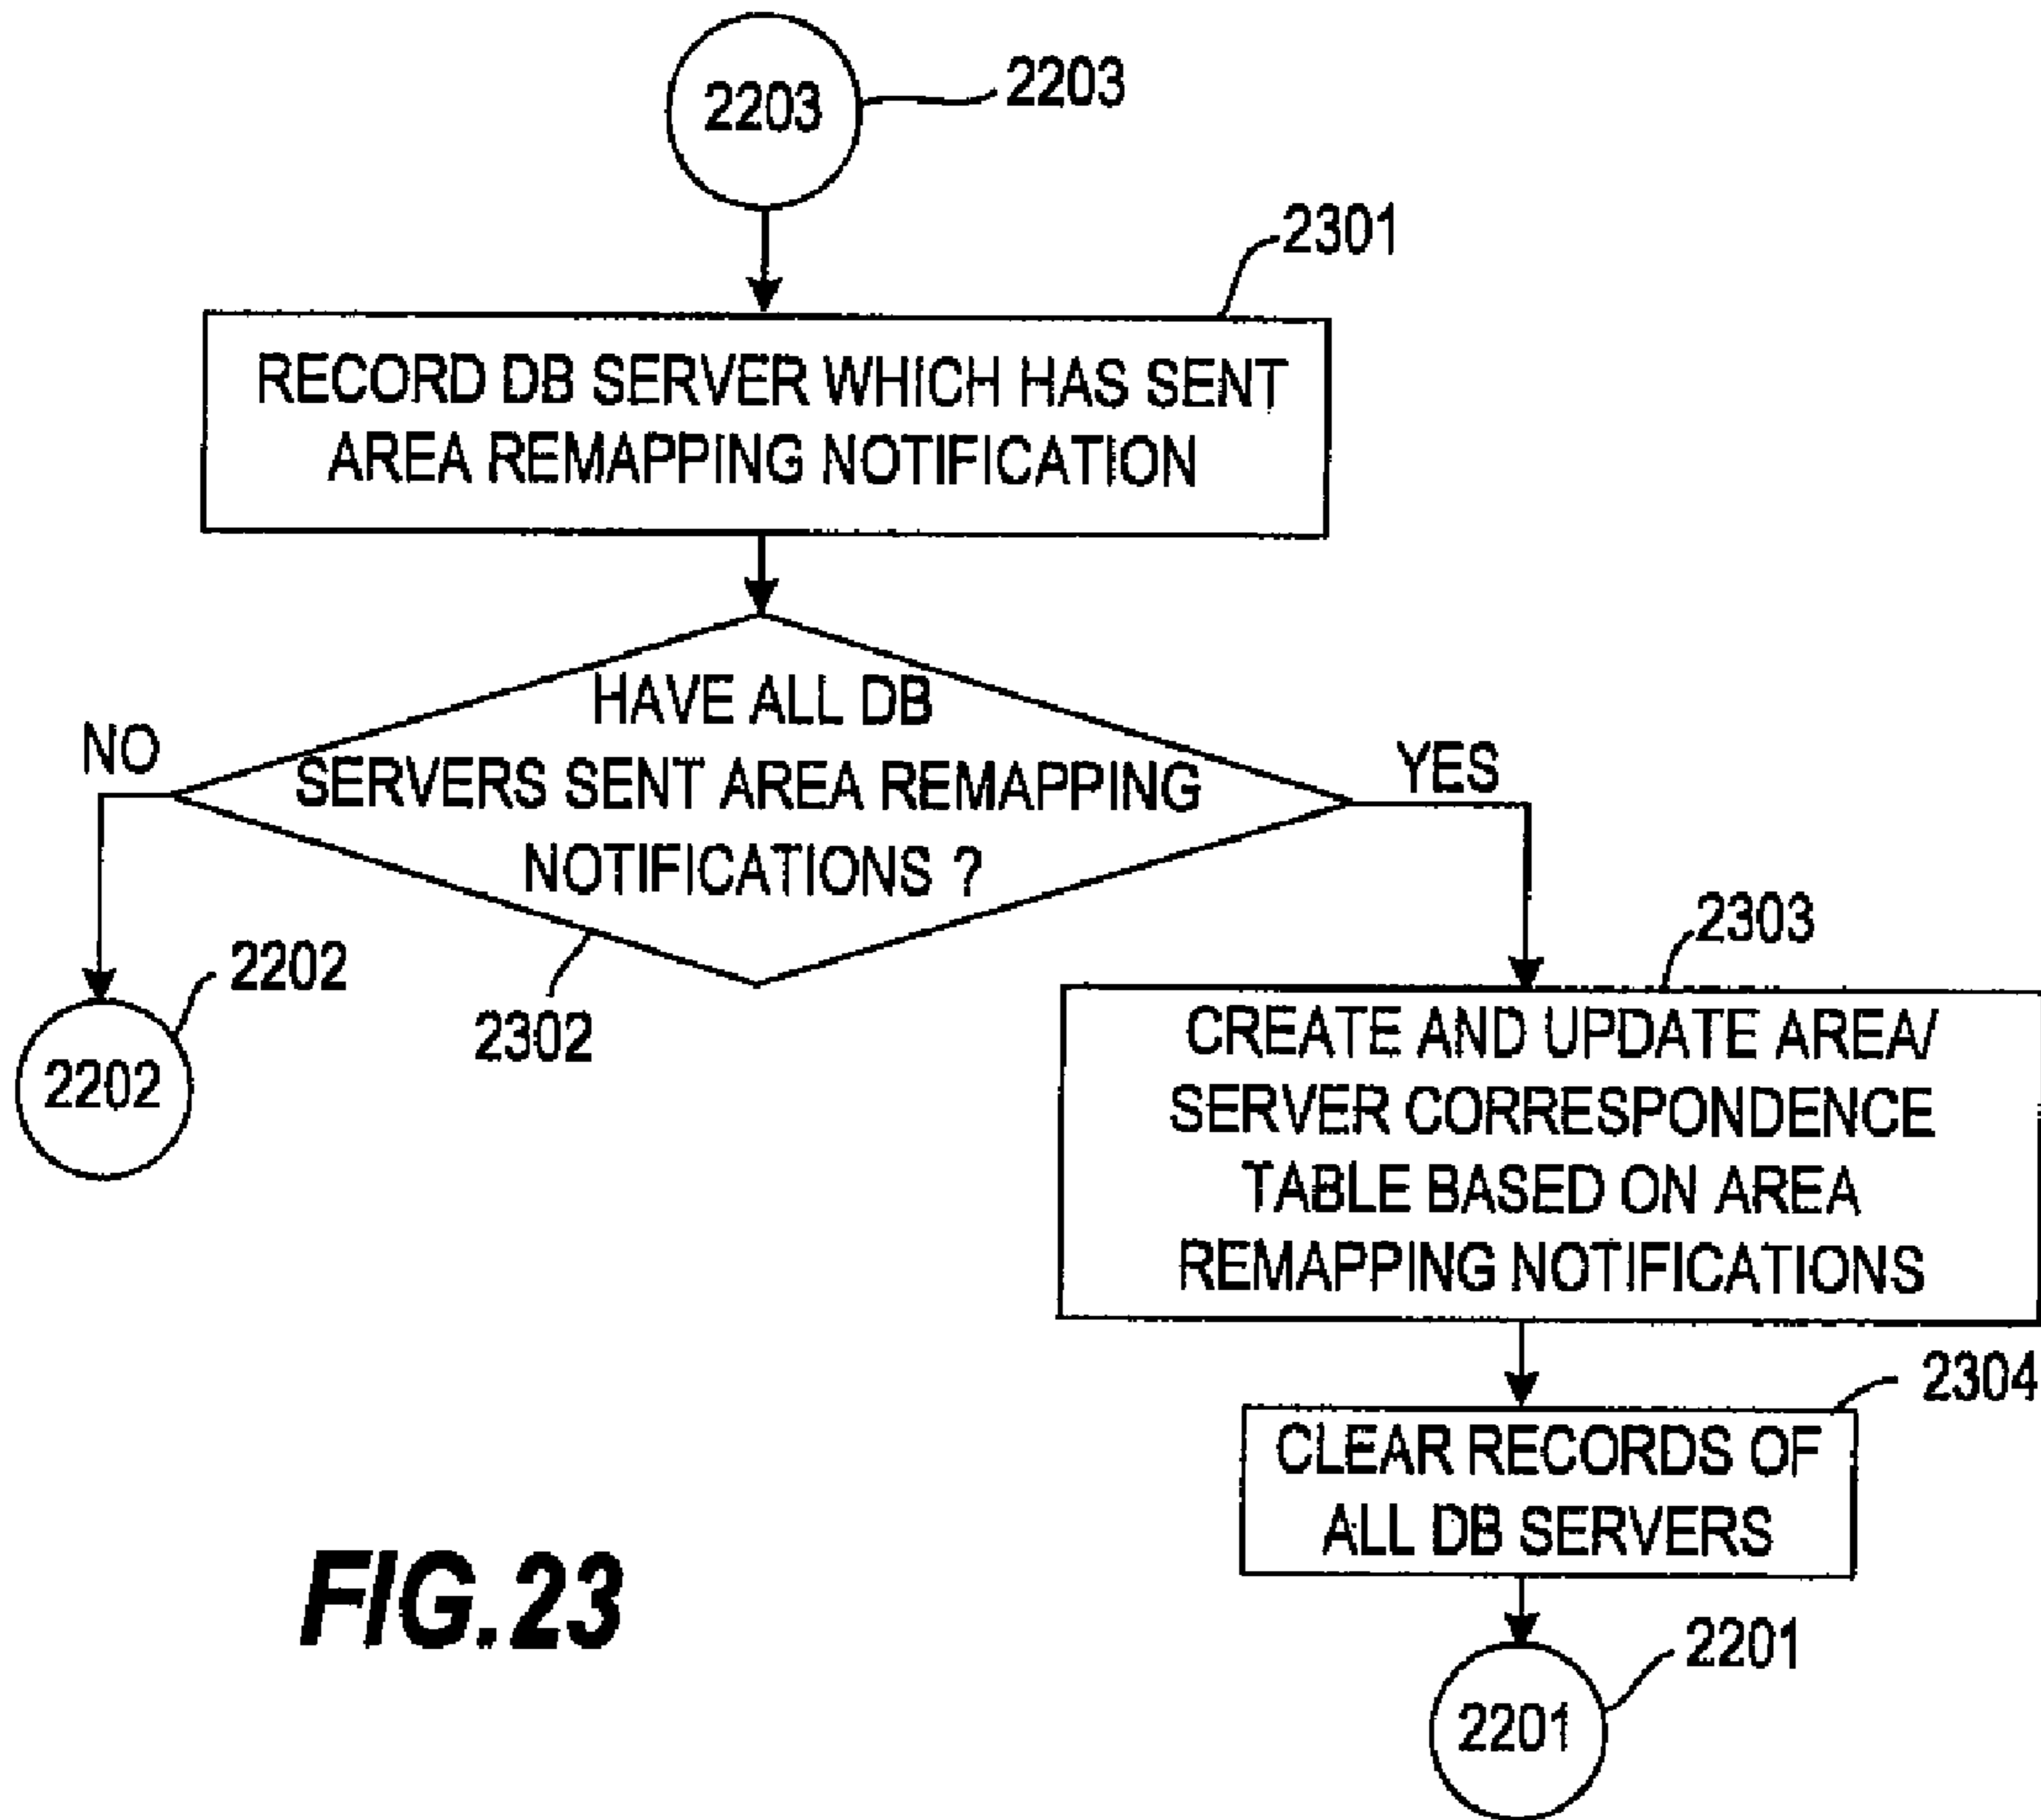 2203
2203
2301
RECORD DB SERVER WHICH HAS SENT
AREA REMAPPING NOTIFICATION
HAVE ALL DB
SERVERS SENT AREA REMAPPING
NOTIFICATIONS ?
NO
YES
2302
2202
2202
2303
CREATE AND UPDATE AREA/
SERVER CORRESPONDENCE
TABLE BASED ON AREA
REMAPPING NOTIFICATIONS
2304
CLEAR RECORDS OF
ALL DB SERVERS
2201
2201
FIG.23